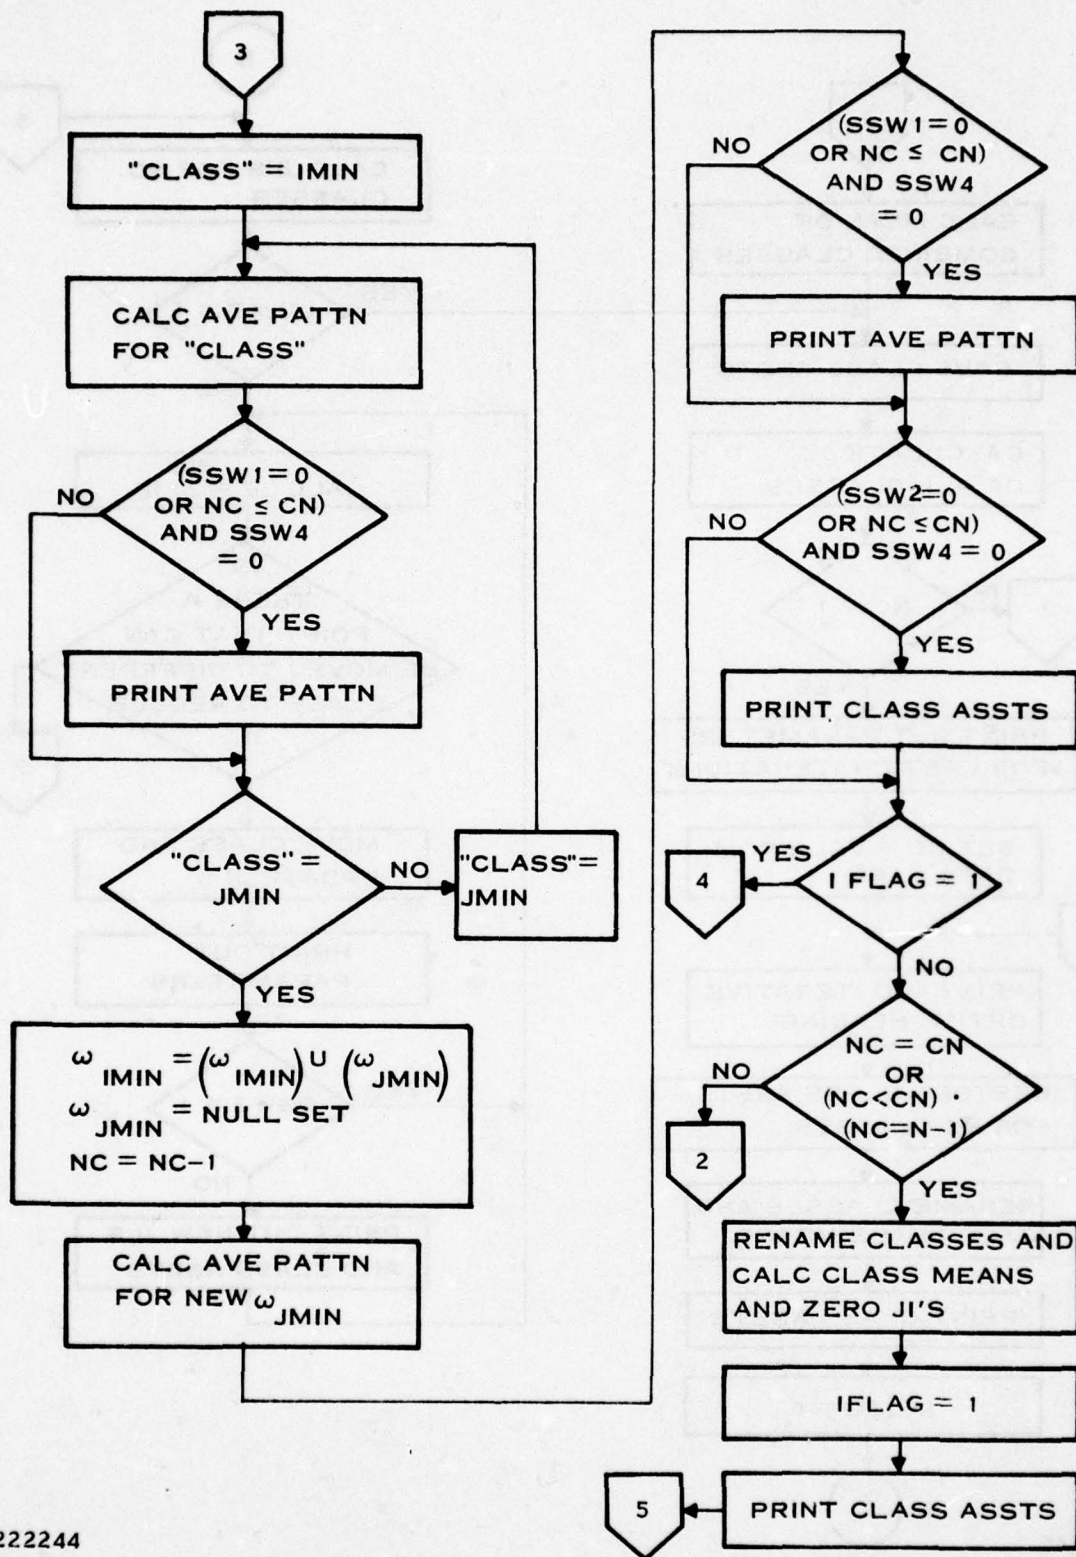 3
"CLASS" = IMIN
CALC AVE PATTN
FOR "CLASS"
(SSW1=0
OR NC ≤ CN)
AND SSW4
= 0
NO
YES
PRINT AVE PATTN
"CLASS" =
JMIN
NO
"CLASS"=
JMIN
YES
ω IMIN = (ω IMIN) ∪ (ω JMIN)
ω JMIN = NULL SET
NC = NC-1
CALC AVE PATTN
FOR NEW ω JMIN
(SSW1=0
OR NC ≤ CN)
AND SSW4
= 0
NO
YES
PRINT AVE PATTN
(SSW2=0
OR NC ≤CN)
AND SSW4 = 0
NO
YES
PRINT CLASS ASSTS
I FLAG = 1
YES
4
NO
NC = CN
OR
(NC<CN) ·
(NC=N-1)
NO
2
YES
RENAME CLASSES AND
CALC CLASS MEANS
AND ZERO JI'S
IFLAG = 1
PRINT CLASS ASSTS
5
222244